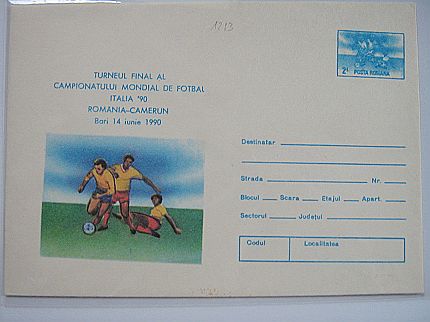 1213
TURNEUL FINAL AL
CAMPIONATULUI MONDIAL DE FOTBAL
ITALIA '90
ROMANIA-CAMERUN
Bari 14 iunie 1990
2L
POSTA ROMANA
Destinatar
Strada Nr.
Blocul Scara Etajul Apart.
Sectorul Județul
Codul Localitatea